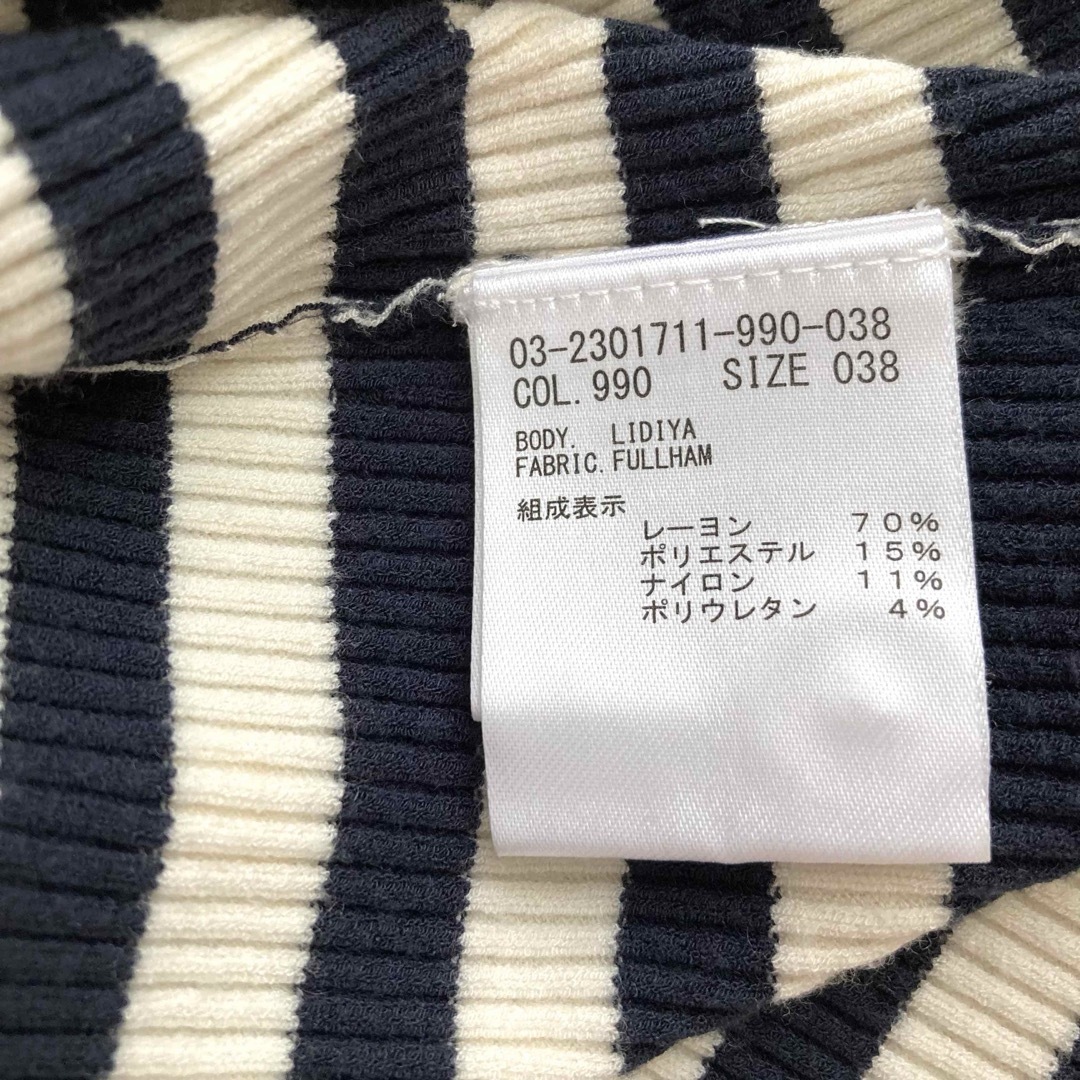 03-2301711-990-038
COL. 990 SIZE 038
BODY. LIDIYA
FABRIC. FULLHAM
組成表示
レーヨン 70%
ポリエステル 15%
ナイロン 11%
ポリウレタン 4%